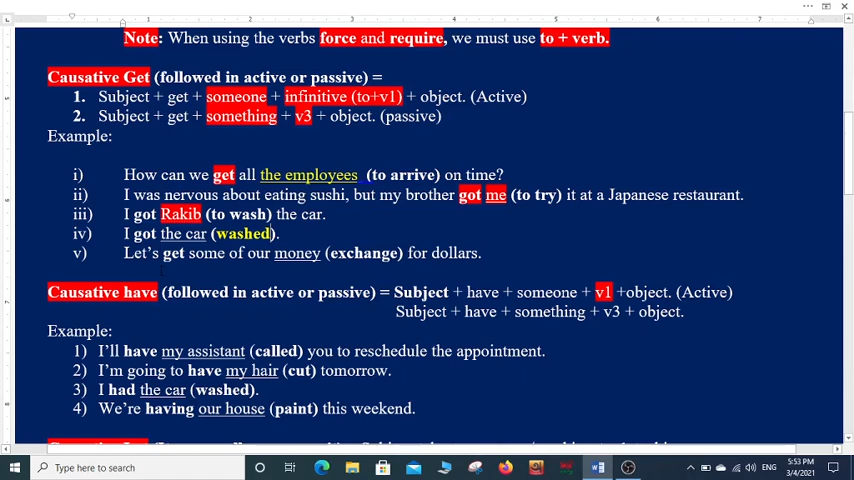 Note: When using the verbs force and require, we must use to + verb.
Causative Get (followed in active or passive) =
1. Subject + get + someone + infinitive (to+v1) + object. (Active)
2. Subject + get + something + v3 + object. (passive)
Example:
i) How can we get all the employees (to arrive) on time?
ii) I was nervous about eating sushi, but my brother got me (to try) it at a Japanese restaurant.
iii) I got Rakib (to wash) the car.
iv) I got the car (washed).
v) Let's get some of our money (exchange) for dollars.
Causative have (followed in active or passive) = Subject + have + someone + v1 +object. (Active)
Subject + have + something + v3 + object.
Example:
1) I'll have my assistant (called) you to reschedule the appointment.
2) I'm going to have my hair (cut) tomorrow.
3) I had the car (washed).
4) We're having our house (paint) this weekend.
Type here to search
ENG
5:53 PM
3/4/2021